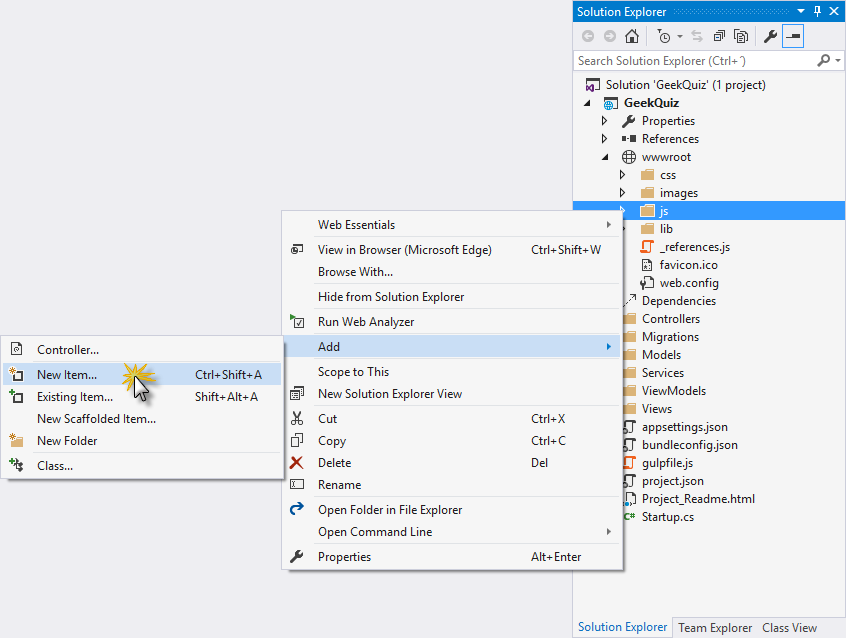 Solution Explorer
Search Solution Explorer (Ctrl+¨)
Solution 'GeekQuiz' (1 project)
GeekQuiz
Properties
References
wwwroot
css
images
js
lib
_references.js
favicon.ico
web.config
Dependencies
Controllers
Migrations
Models
Services
ViewModels
Views
appsettings.json
bundleconfig.json
gulpfile.js
project.json
Project_Readme.html
C# Startup.cs
Solution Explorer Team Explorer Class View
Web Essentials
View in Browser (Microsoft Edge) Ctrl+Shift+W
Browse With...
Hide from Solution Explorer
Run Web Analyzer
Add
Scope to This
New Solution Explorer View
Cut Ctrl+X
Copy Ctrl+C
Delete Del
Rename
Open Folder in File Explorer
Open Command Line
Properties Alt+Enter
Controller...
New Item... Ctrl+Shift+A
Existing Item... Shift+Alt+A
New Scaffolded Item...
New Folder
Class...